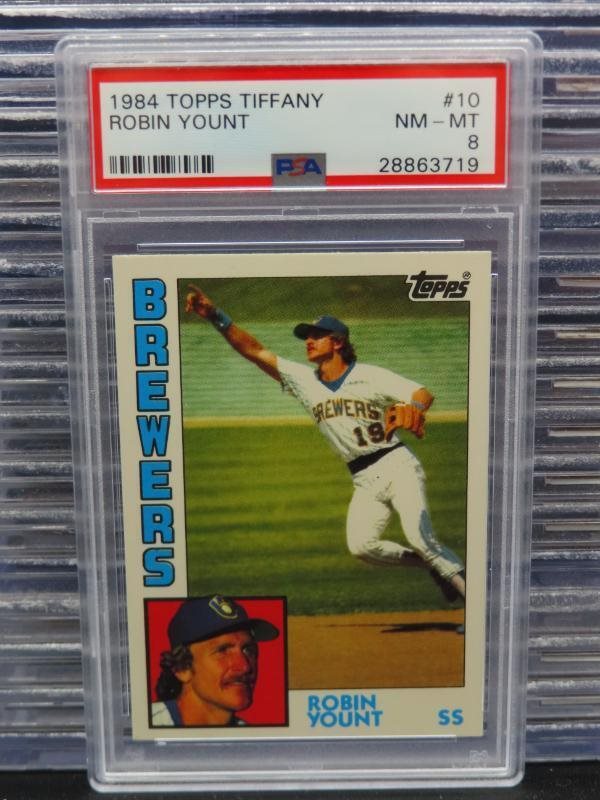 1984 TOPPS TIFFANY #10
ROBIN YOUNT NM - MT
8
PSA 28863719
Topps®
BREWERS
BREWERS
19
ROBIN
YOUNT SS